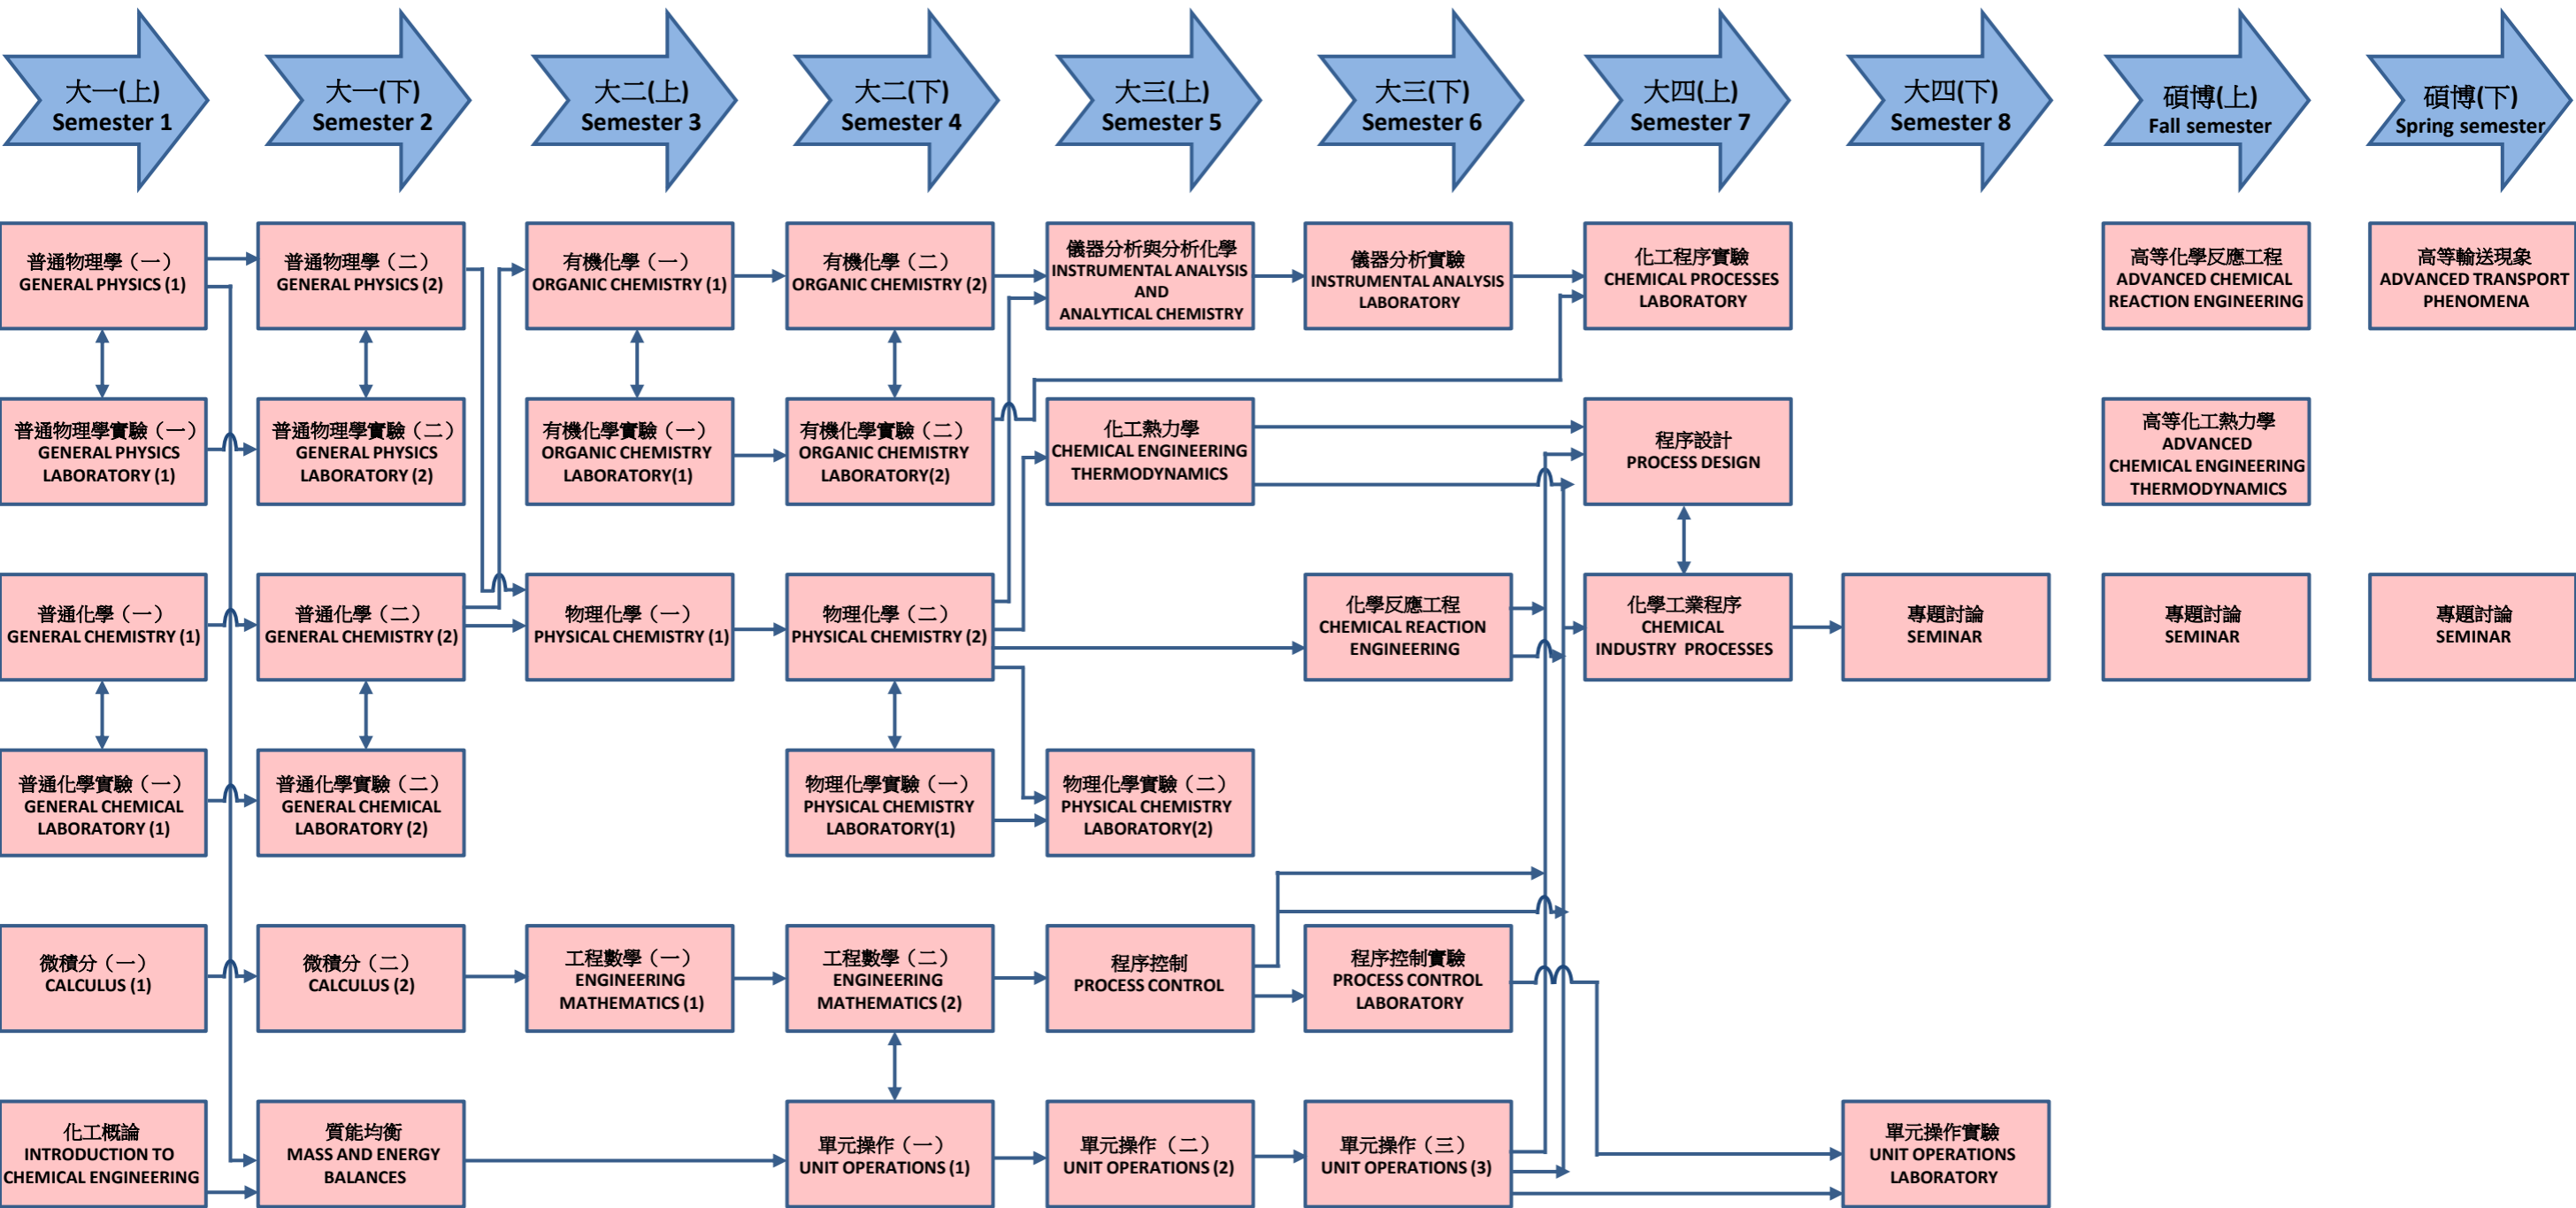 大一(上)
Semester 1
大一(下)
Semester 2
大二(上)
Semester 3
大二(下)
Semester 4
大三(上)
Semester 5
大三(下)
Semester 6
大四(上)
Semester 7
大四(下)
Semester 8
碩博(上)
Fall semester
碩博(下)
Spring semester
普通物理學（一）
GENERAL PHYSICS (1)
普通物理學（二）
GENERAL PHYSICS (2)
有機化學（一）
ORGANIC CHEMISTRY (1)
有機化學（二）
ORGANIC CHEMISTRY (2)
儀器分析與分析化學
INSTRUMENTAL ANALYSIS
AND
ANALYTICAL CHEMISTRY
儀器分析實驗
INSTRUMENTAL ANALYSIS
LABORATORY
化工程序實驗
CHEMICAL PROCESSES
LABORATORY
高等化學反應工程
ADVANCED CHEMICAL
REACTION ENGINEERING
高等輸送現象
ADVANCED TRANSPORT
PHENOMENA
普通物理學實驗（一）
GENERAL PHYSICS
LABORATORY (1)
普通物理學實驗（二）
GENERAL PHYSICS
LABORATORY (2)
有機化學實驗（一）
ORGANIC CHEMISTRY
LABORATORY(1)
有機化學實驗（二）
ORGANIC CHEMISTRY
LABORATORY(2)
化工熱力學
CHEMICAL ENGINEERING
THERMODYNAMICS
程序設計
PROCESS DESIGN
高等化工熱力學
ADVANCED
CHEMICAL ENGINEERING
THERMODYNAMICS
普通化學（一）
GENERAL CHEMISTRY (1)
普通化學（二）
GENERAL CHEMISTRY (2)
物理化學（一）
PHYSICAL CHEMISTRY (1)
物理化學（二）
PHYSICAL CHEMISTRY (2)
化學反應工程
CHEMICAL REACTION
ENGINEERING
化學工業程序
CHEMICAL
INDUSTRY PROCESSES
專題討論
SEMINAR
專題討論
SEMINAR
專題討論
SEMINAR
普通化學實驗（一）
GENERAL CHEMICAL
LABORATORY (1)
普通化學實驗（二）
GENERAL CHEMICAL
LABORATORY (2)
物理化學實驗（一）
PHYSICAL CHEMISTRY
LABORATORY(1)
物理化學實驗（二）
PHYSICAL CHEMISTRY
LABORATORY(2)
微積分（一）
CALCULUS (1)
微積分（二）
CALCULUS (2)
工程數學（一）
ENGINEERING
MATHEMATICS (1)
工程數學（二）
ENGINEERING
MATHEMATICS (2)
程序控制
PROCESS CONTROL
程序控制實驗
PROCESS CONTROL
LABORATORY
化工概論
INTRODUCTION TO
CHEMICAL ENGINEERING
質能均衡
MASS AND ENERGY
BALANCES
單元操作（一）
UNIT OPERATIONS (1)
單元操作（二）
UNIT OPERATIONS (2)
單元操作（三）
UNIT OPERATIONS (3)
單元操作實驗
UNIT OPERATIONS
LABORATORY